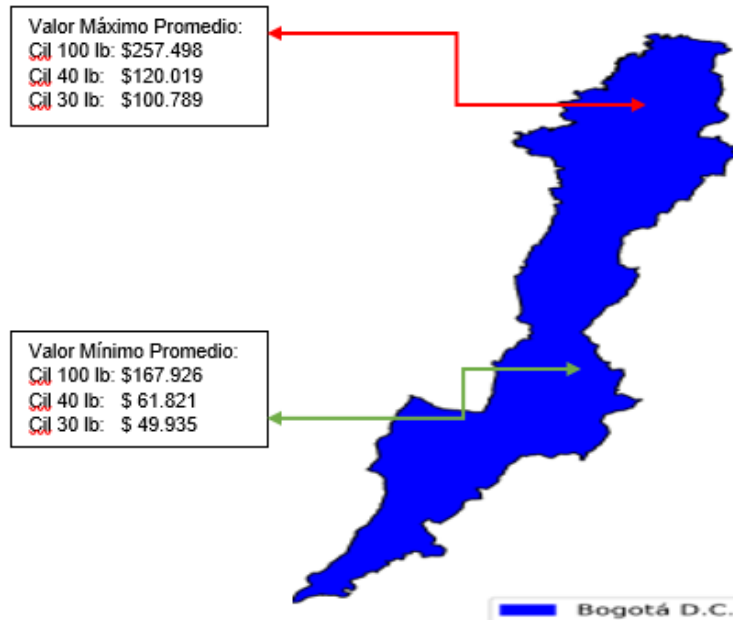 Valor Máximo Promedio:
Cil 100 lb: $257.498
Cil 40 lb: $120.019
Cil 30 lb: $100.789
Valor Mínimo Promedio:
Cil 100 lb: $167.926
Cil 40 lb: $ 61.821
Cil 30 lb: $ 49.935
Bogotá D.C.